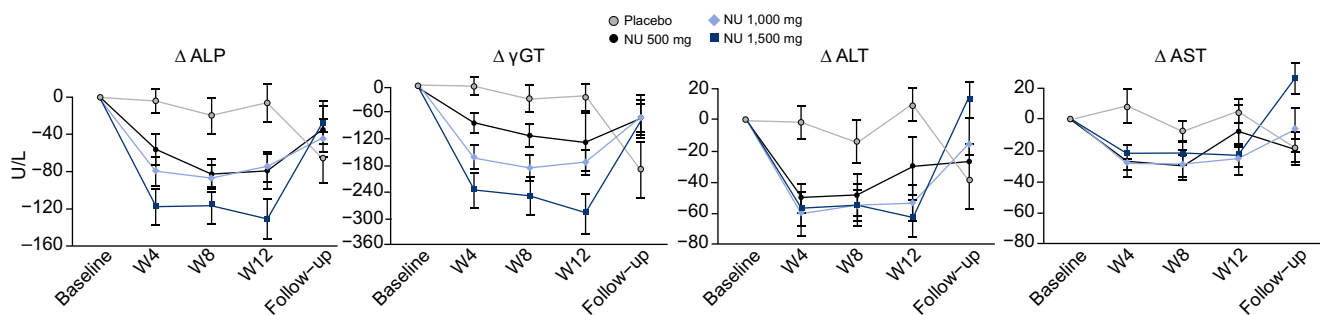 Placebo
NU 500 mg
NU 1,000 mg
NU 1,500 mg
Δ ALP
U/L
0
−40
−80
−120
−160
Baseline
W4
W8
W12
Follow−up
Δ γGT
0
−60
−120
−180
−240
−300
−360
Baseline
W4
W8
W12
Follow−up
Δ ALT
20
0
−20
−40
−60
−80
Baseline
W4
W8
W12
Follow−up
Δ AST
20
0
−20
−40
−60
−80
Baseline
W4
W8
W12
Follow−up